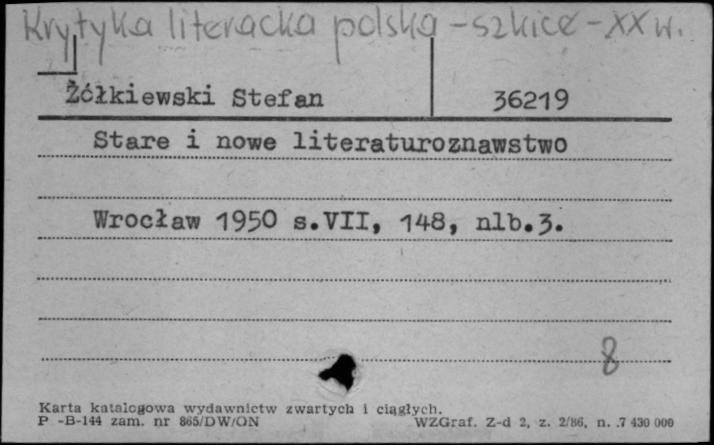 Krytyka literacka polska - szkice - XX w.
Żółkiewski Stefan 36219
Stare i nowe literaturoznawstwo
Wrocław 1950 s.VII, 148, nlb.3.
8
Karta katalogowa wydawnictw zwartych i ciągłych.
P -B-144 zam. nr 865/DW/ON WZGraf. Z-d 2, z. 2/86, n. .7 430 000